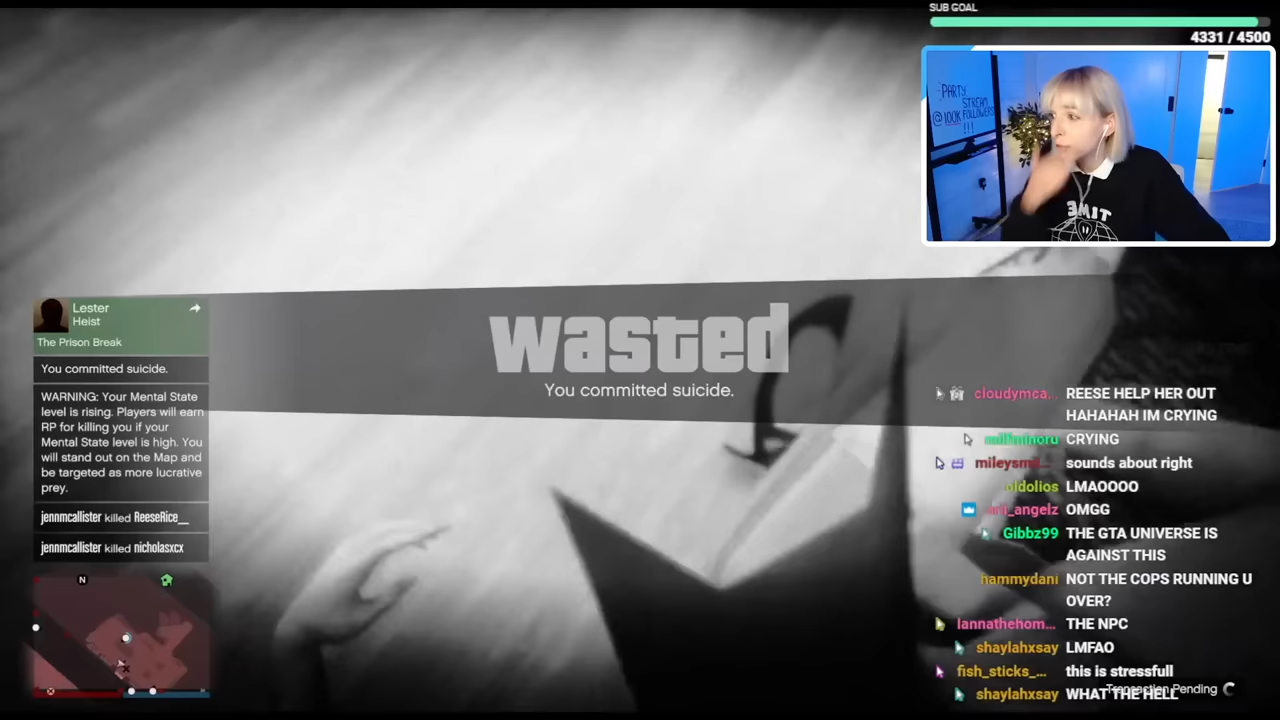 SUB GOAL
4331 / 4500
PARTY
STREAM
@ 100K FOLLOWERS
!!!
TIME
Lester
Heist
The Prison Break
You committed suicide.
WARNING: Your Mental State
level is rising. Players will earn
RP for killing you if your
Mental State level is high. You
will stand out on the Map and
be targeted as more lucrative
prey.
jennmcallister killed ReeseRice__
jennmcallister killed nicholasxcx
N
wasted
You committed suicide.
cloudymca... REESE HELP HER OUT
HAHAHAH IM CRYING
CRYING
mileysmi... sounds about right
oldolios LMAOOOO
OMGG
Gibbz99 THE GTA UNIVERSE IS
AGAINST THIS
hammydani NOT THE COPS RUNNING U
OVER?
lannathehom... THE NPC
shaylahxsay LMFAO
fish_sticks_... this is stressfull
shaylahxsay WHAT THE HELL
Transaction Pending